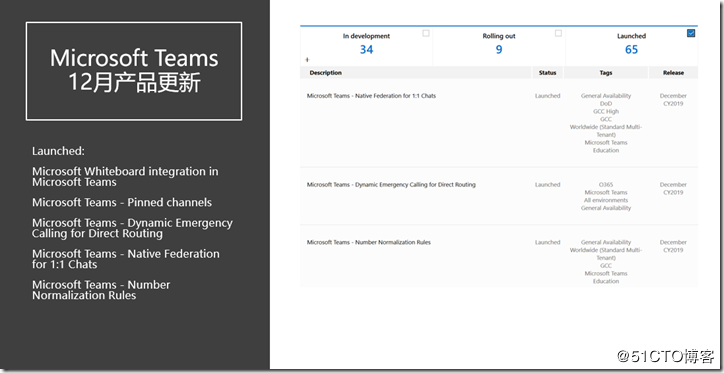 Microsoft Teams
12月产品更新
Launched:
Microsoft Whiteboard integration in
Microsoft Teams
Microsoft Teams - Pinned channels
Microsoft Teams - Dynamic Emergency
Calling for Direct Routing
Microsoft Teams - Native Federation
for 1:1 Chats
Microsoft Teams - Number
Normalization Rules
In development
34
Rolling out
9
Launched
65
Description Status Tags Release
Microsoft Teams - Native Federation for 1:1 Chats Launched General Availability December
DoD CY2019
GCC High
GCC
Worldwide (Standard Multi-
Tenant)
Microsoft Teams
Education
Microsoft Teams - Dynamic Emergency Calling for Direct Routing Launched O365 December
Microsoft Teams CY2019
All environments
General Availability
Microsoft Teams - Number Normalization Rules Launched General Availability December
Worldwide (Standard Multi- CY2019
Tenant)
GCC
Microsoft Teams
Education
@51CTO博客